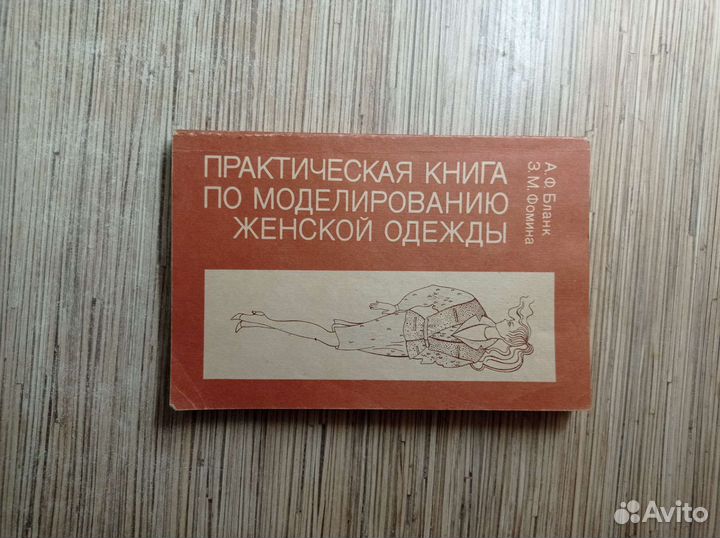 А. Ф. Бланк
З. М. Фомина
ПРАКТИЧЕСКАЯ КНИГА
ПО МОДЕЛИРОВАНИЮ
ЖЕНСКОЙ ОДЕЖДЫ
Avito